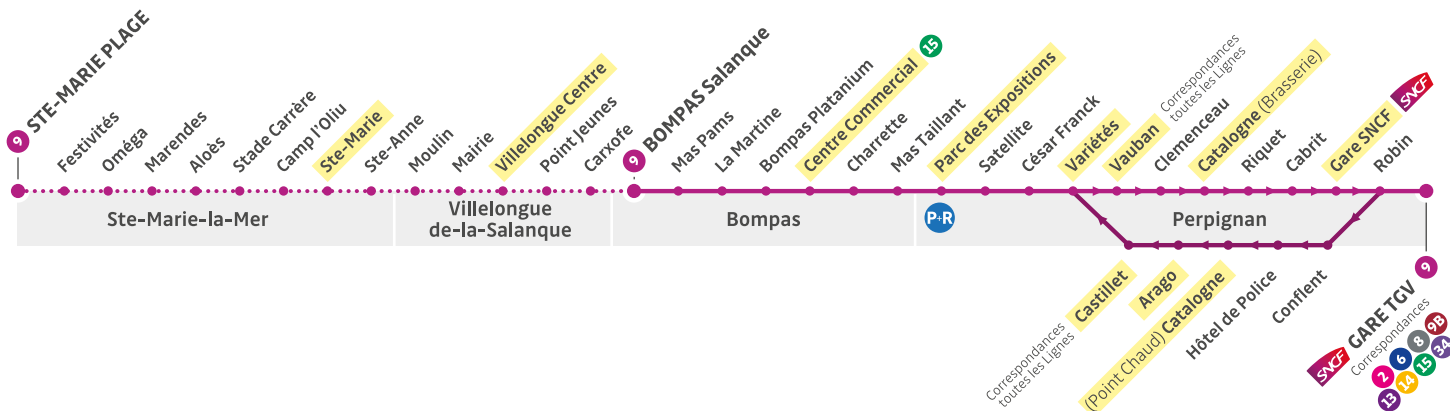 9
STE-MARIE PLAGE
Festivités
Oméga
Marendes
Aloès
Stade Carrère
Camp l'Oliu
Ste-Marie
Ste-Anne
Moulin
Mairie
Villelongue Centre
Point Jeunes
Carxofe
9
BOMPAS Salanque
Mas Pams
La Martine
Bompas Platanium
Centre Commercial
15
Charrette
Mas Taillant
Parc des Expositions
Satellite
César Franck
Variétés
Vauban
Correspondances
toutes les Lignes
Clemenceau
Catalogne (Brasserie)
Riquet
Cabrit
Gare SNCF
SNCF
Robin
Ste-Marie-la-Mer
Villelongue
de-la-Salanque
Bompas
P+R
Perpignan
Correspondances
toutes les Lignes
Castillet
Arago
(Point Chaud) Catalogne
Hôtel de Police
Conflent
9
SNCF
GARE TGV
Correspondances
2
6
8
9B
13
14
15
34